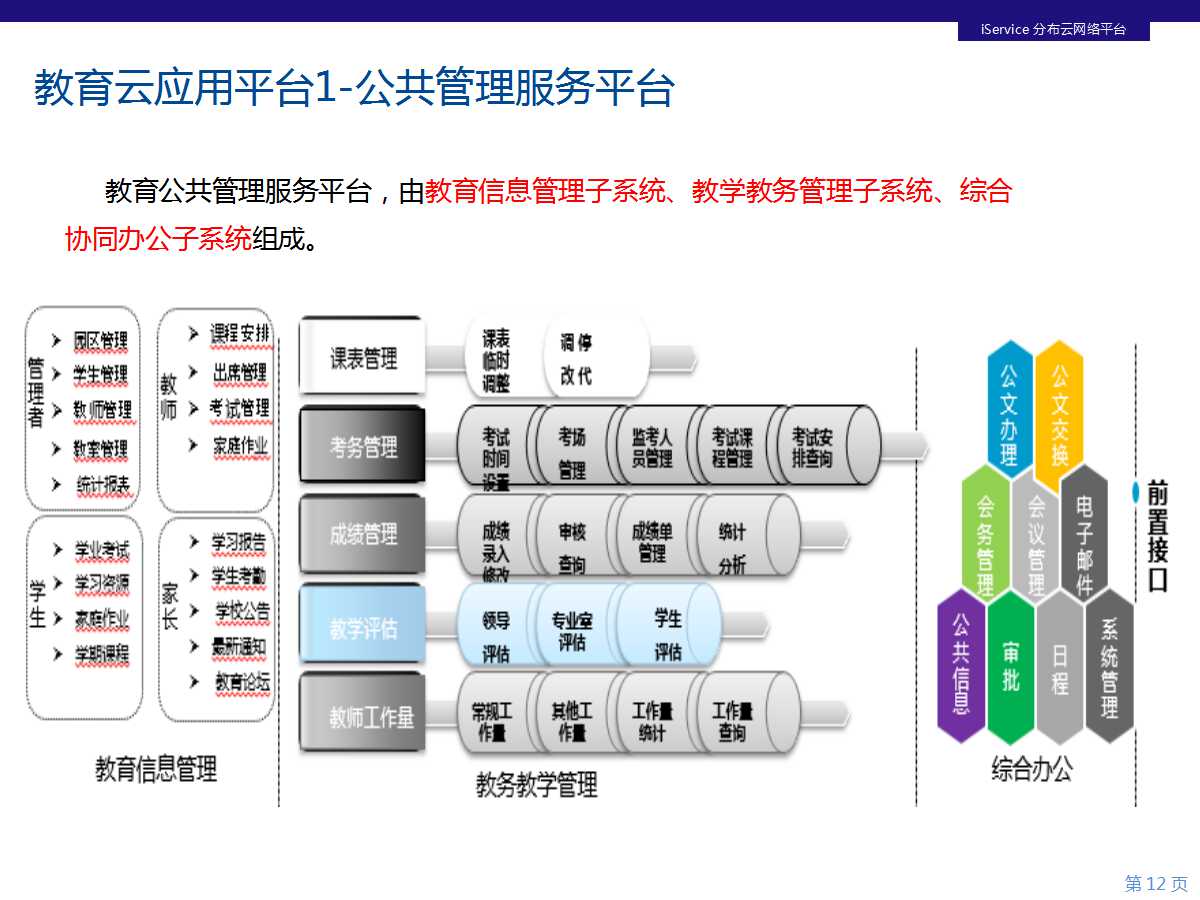 iService 分布云网络平台
教育云应用平台1-公共管理服务平台
教育公共管理服务平台，由教育信息管理子系统、教学教务管理子系统、综合
协同办公子系统组成。
管理者
园区管理
学生管理
教师管理
教室管理
统计报表
教师
课程安排
出席管理
考试管理
家庭作业
学生
学业考试
学习资源
家庭作业
学期课程
家长
学习报告
学生考勤
学校公告
最新通知
教育论坛
教育信息管理
课表管理
课表
临时
调整
调 停
改 代
考务管理
考试
时间
设置
考场
管理
监考人
员管理
考试课
程管理
考试安
排查询
成绩管理
成绩
录入
修改
审核
查询
成绩单
管理
统计
分析
教学评估
领导
评估
专业室
评估
学生
评估
教师工作量
常规工
作量
其他工
作量
工作量
统计
工作量
查询
教务教学管理
公文办理
公文交换
会务管理
会议管理
电子邮件
公共信息
审批
日程
系统管理
综合办公
前置接口
第 12 页